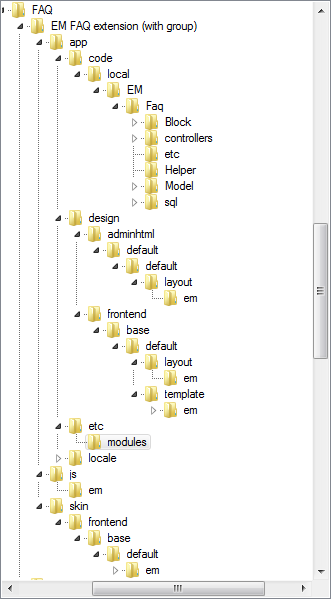 FAQ
EM FAQ extension (with group)
app
code
local
EM
Faq
Block
controllers
etc
Helper
Model
sql
design
adminhtml
default
default
layout
em
frontend
base
default
layout
em
template
em
etc
modules
locale
js
em
skin
frontend
base
default
em